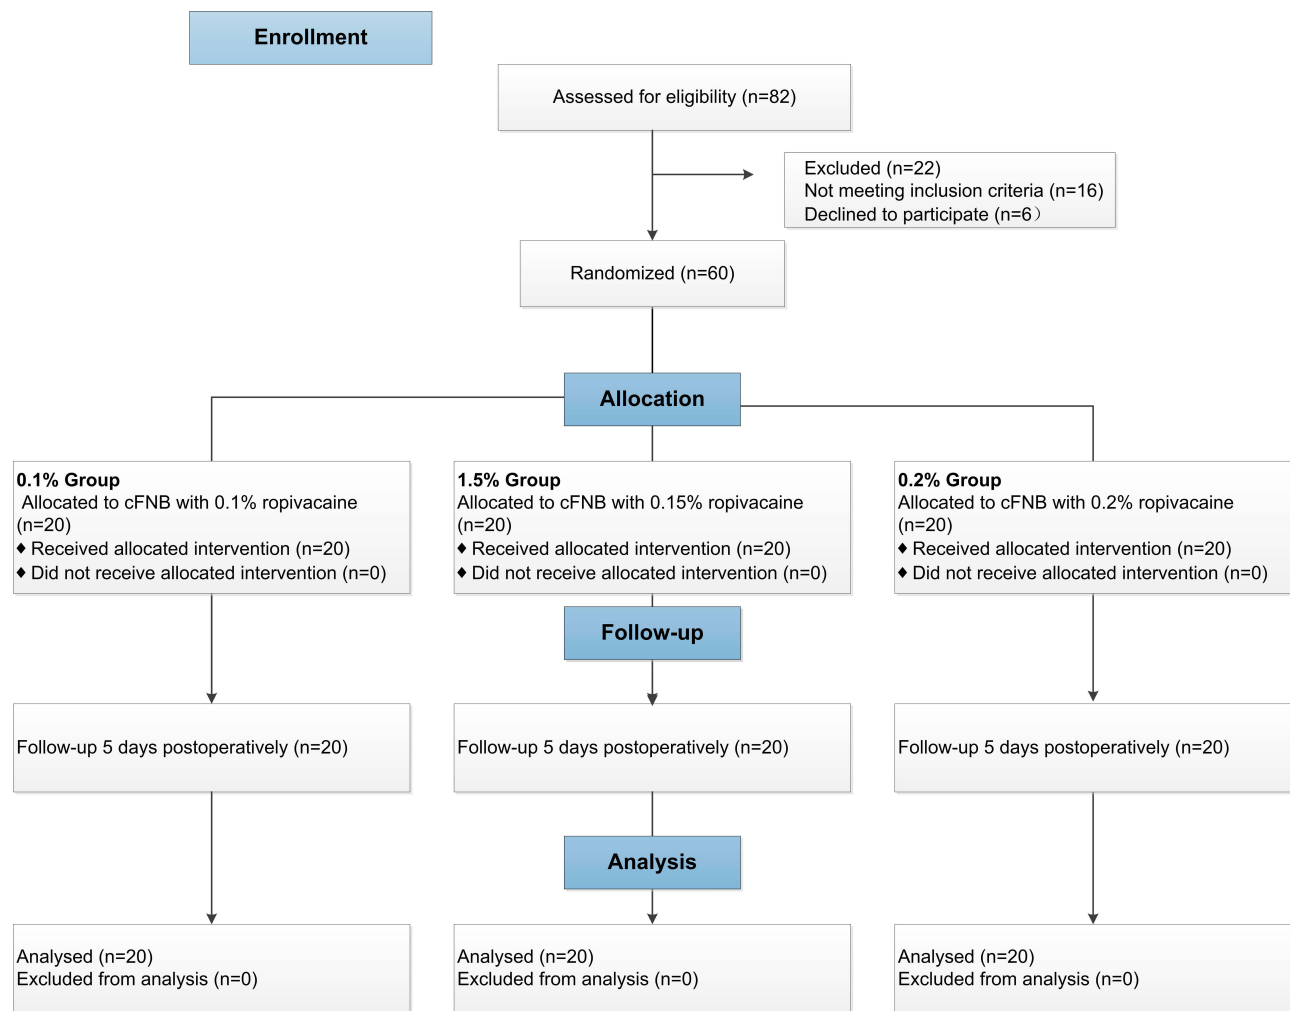 Enrollment
Assessed for eligibility (n=82)
Excluded (n=22)
Not meeting inclusion criteria (n=16)
Declined to participate (n=6）
Randomized (n=60)
Allocation
0.1% Group
Allocated to cFNB with 0.1% ropivacaine
(n=20)
♦ Received allocated intervention (n=20)
♦ Did not receive allocated intervention (n=0)
1.5% Group
Allocated to cFNB with 0.15% ropivacaine
(n=20)
♦ Received allocated intervention (n=20)
♦ Did not receive allocated intervention (n=0)
0.2% Group
Allocated to cFNB with 0.2% ropivacaine
(n=20)
♦ Received allocated intervention (n=20)
♦ Did not receive allocated intervention (n=0)
Follow-up
Follow-up 5 days postoperatively (n=20)
Follow-up 5 days postoperatively (n=20)
Follow-up 5 days postoperatively (n=20)
Analysis
Analysed (n=20)
Excluded from analysis (n=0)
Analysed (n=20)
Excluded from analysis (n=0)
Analysed (n=20)
Excluded from analysis (n=0)